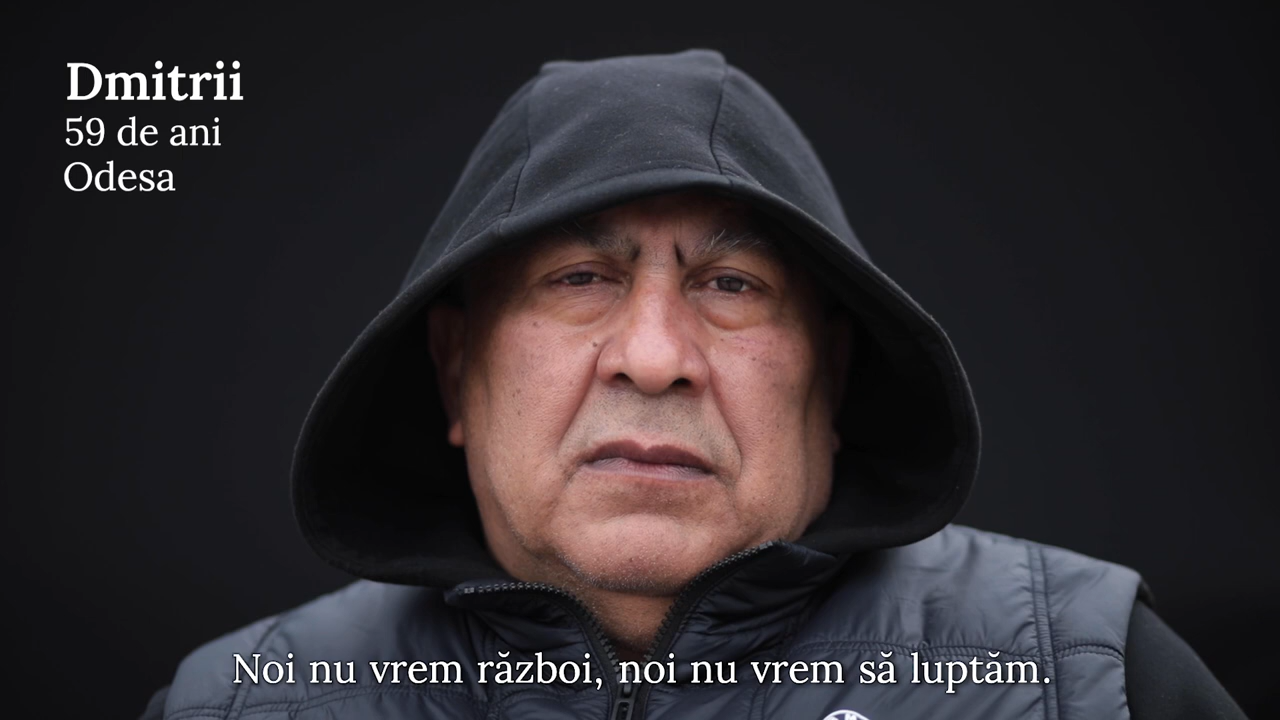 Dmitrii
59 de ani
Odesa
Noi nu vrem război, noi nu vrem să luptăm.